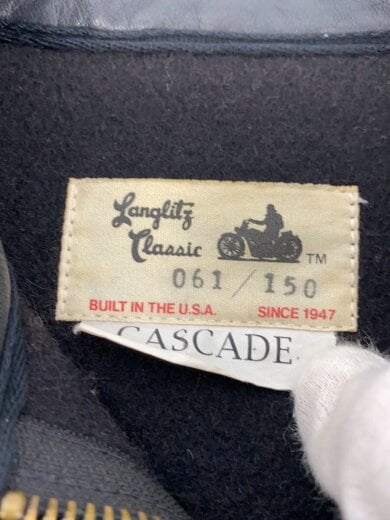 Langlitz
Classic
TM
061 / 150
BUILT IN THE U.S.A. SINCE 1947
CASCADE